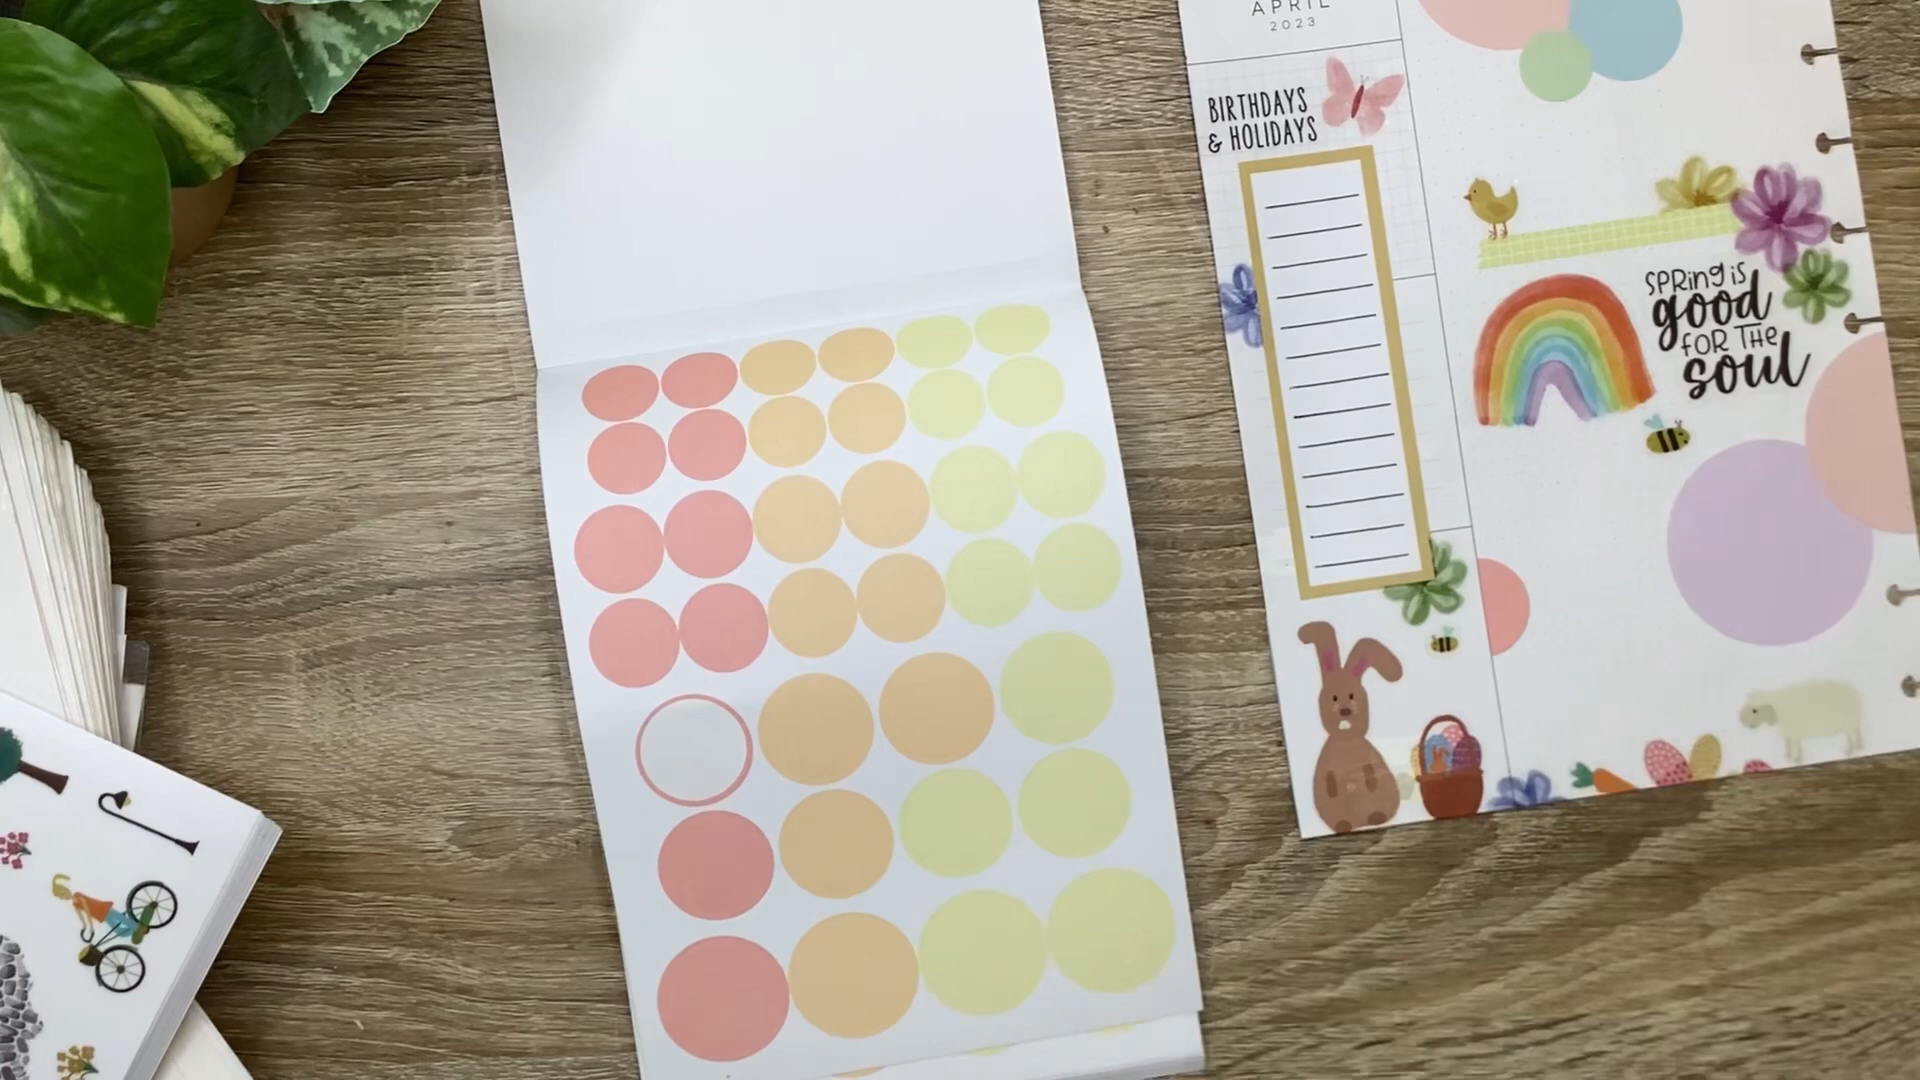 APRIL
2023
BIRTHDAYS
& HOLIDAYS
SPRING IS
good
FOR THE
soul